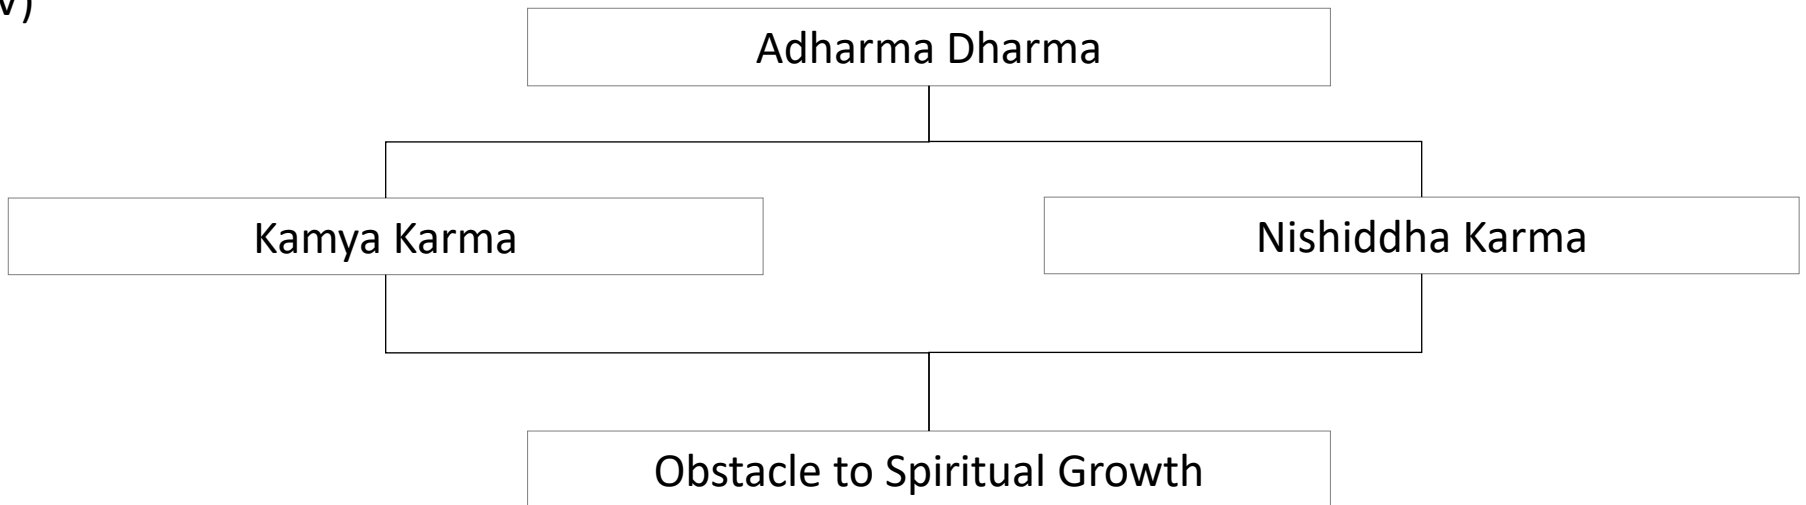 Adharma Dharma
Kamya Karma
Nishiddha Karma
Obstacle to Spiritual Growth